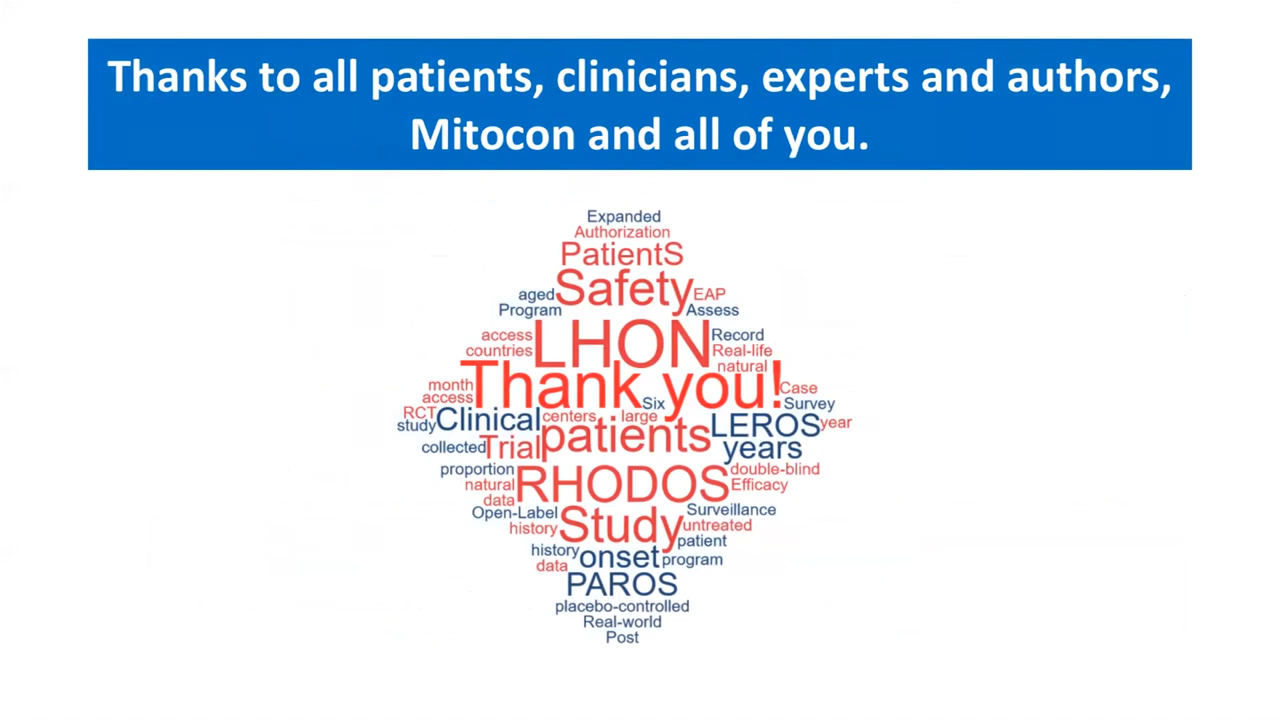 Thanks to all patients, clinicians, experts and authors,
Mitocon and all of you.
Expanded
Authorization
PatientS
aged Safety EAP
Program Assess
access LHON Record
countries Real-life
natural
month Thank you! Case
access Six Survey
RCT Clinical centers large LEROS year
study
collected Trial patients years
proportion double-blind
natural RHODOS Efficacy
data
Open-Label Surveillance
history Study untreated
patient
history onset program
data
PAROS
placebo-controlled
Real-world
Post